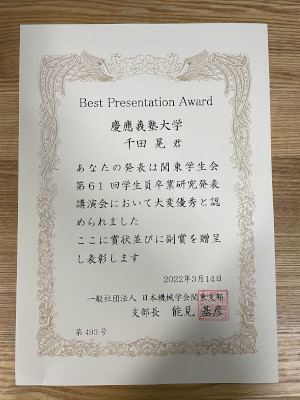 Best Presentation Award
慶應義塾大学
千田 晃 君
あなたの発表は関東学生会
第61回学生員卒業研究発表
講演会において大変優秀と認
められました
ここに賞状並びに副賞を贈呈
し表彰します
2022年3月14日
一般社団法人 日本機械学会関東支部
支部長 能見 基彦
第493号